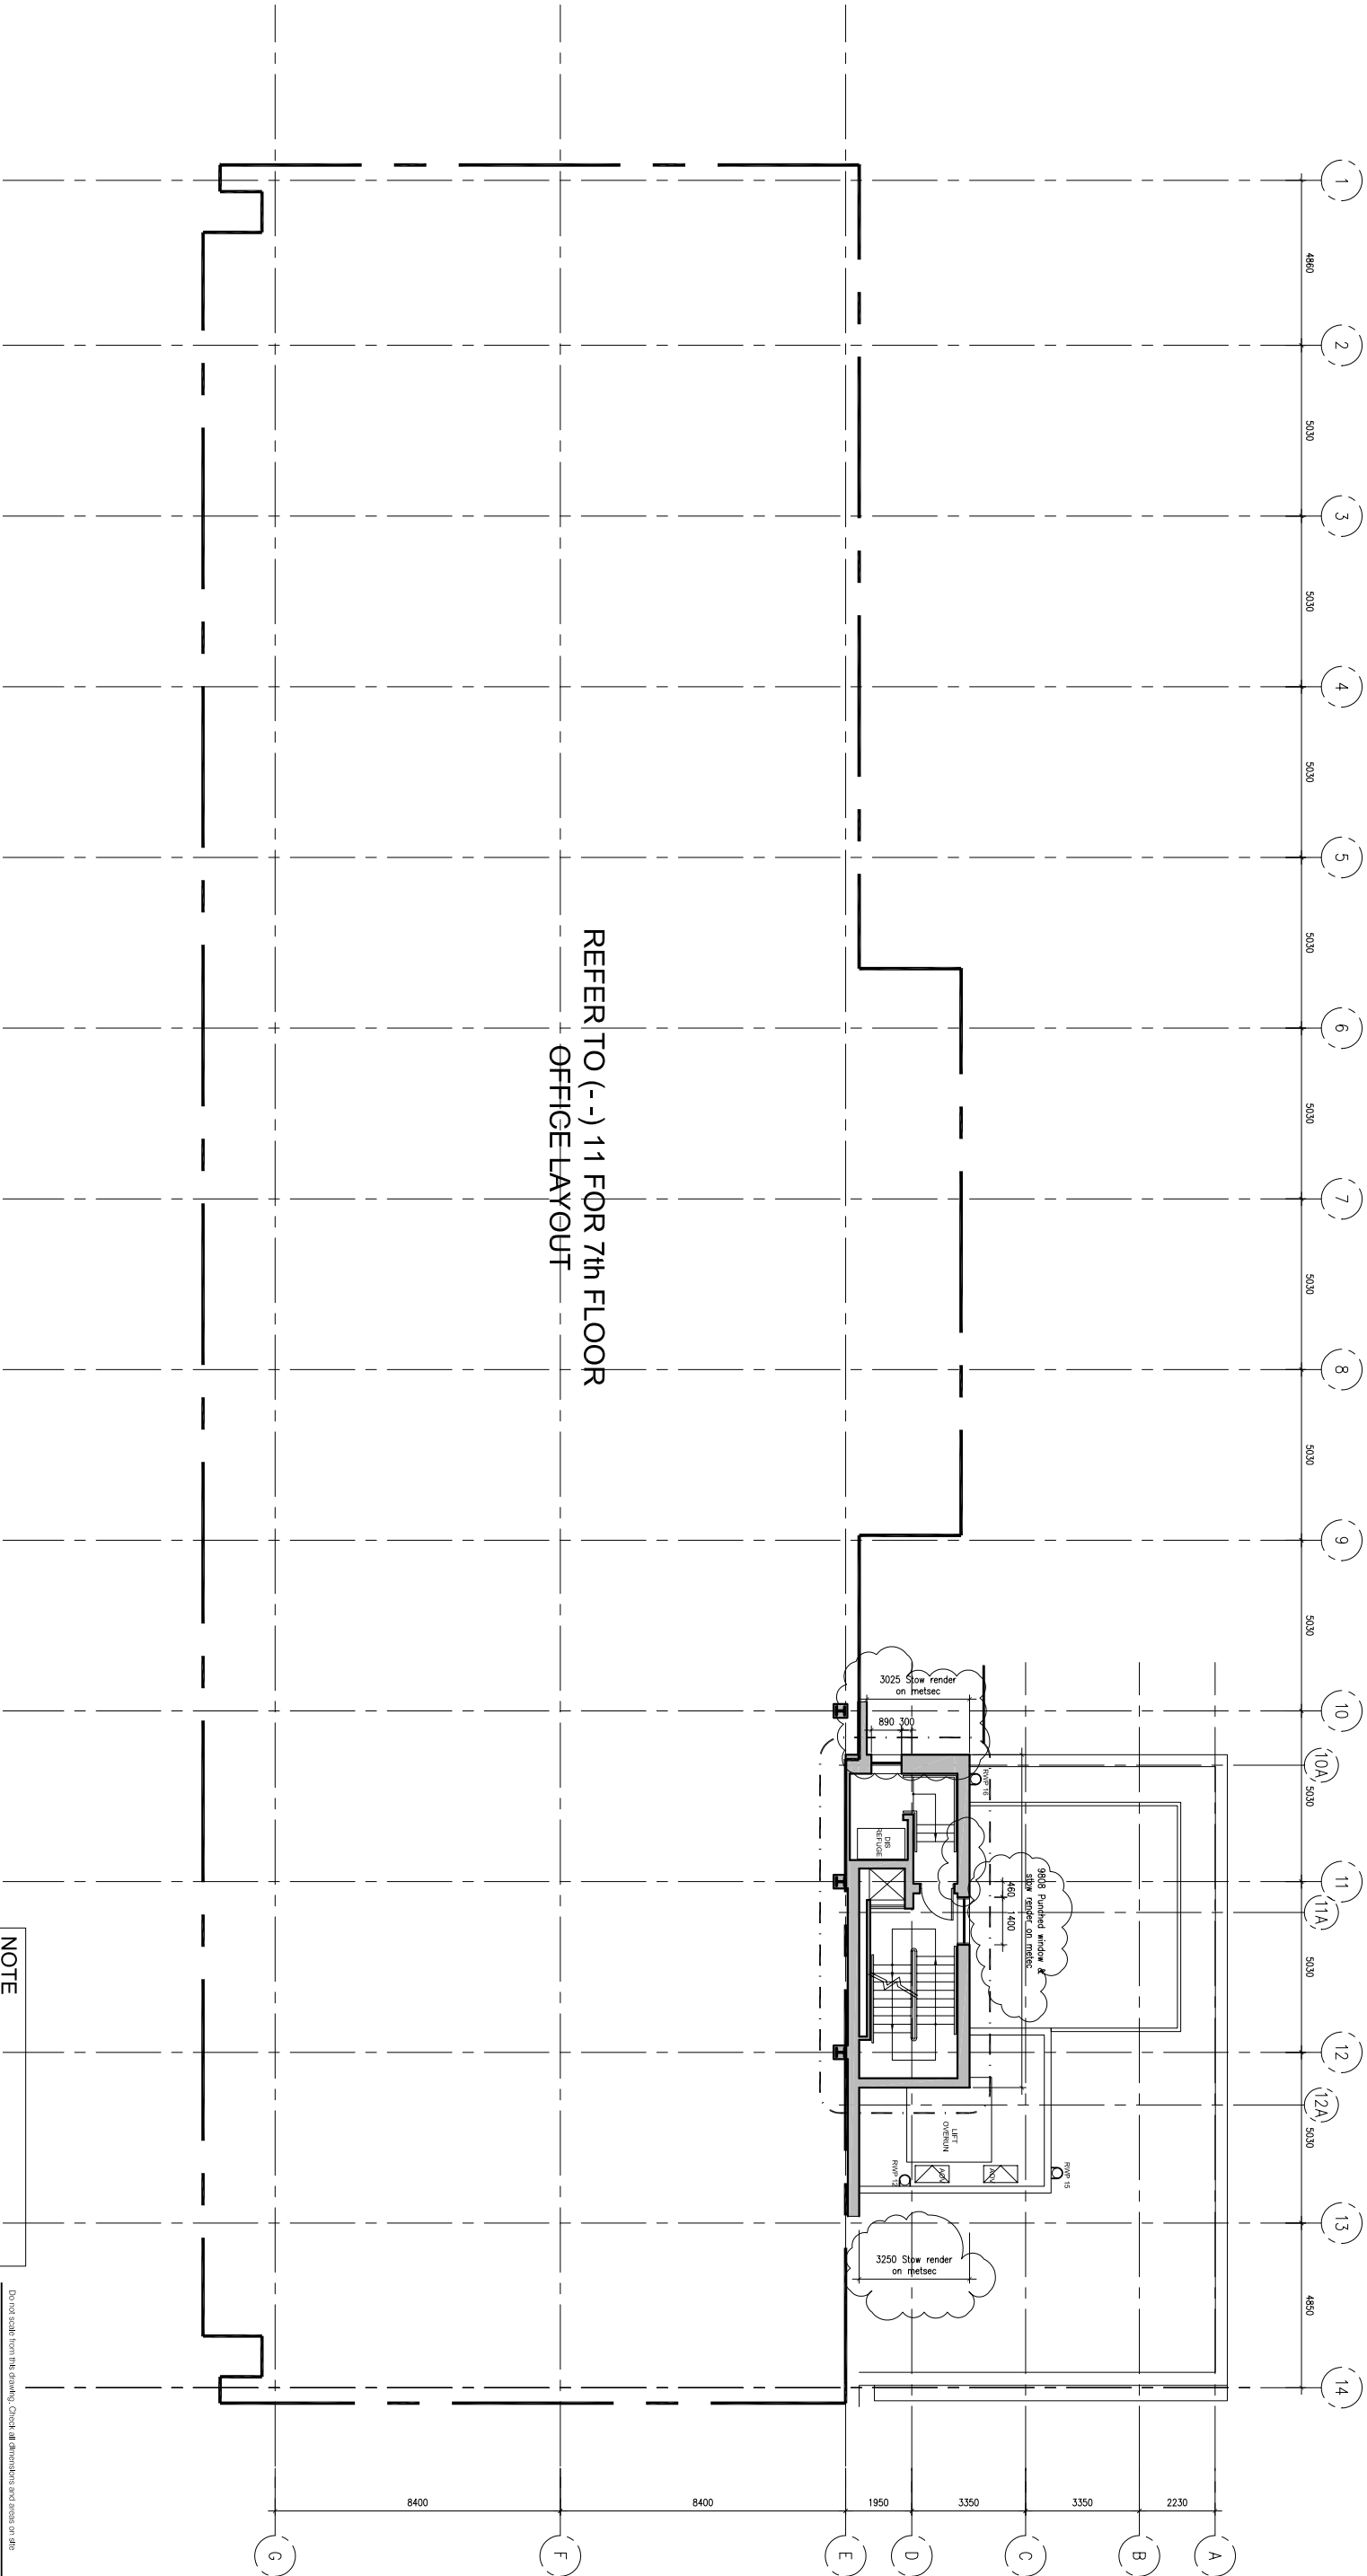 1
2
3
4
5
6
7
8
9
10
10A
11
11A
12
12A
13
14
4860
5030
5030
5030
5030
5030
5030
5030
5030
5030
5030
5030
4850
A
B
C
D
E
F
G
2230
3350
3350
1950
8400
8400
REFER TO (- -) 11 FOR 7th FLOOR
OFFICE LAYOUT
3025 Stow render
on metsec
890 300
RWP 16
DIS
REFUGE
460 1400
9808 Punched window &
stow render on metec
LIFT
OVERUN
AOV
AOV
RWP 15
RWP 12
3250 Stow render
on metsec
NOTE
Do not scale from this drawing. Check all dimensions and areas on site